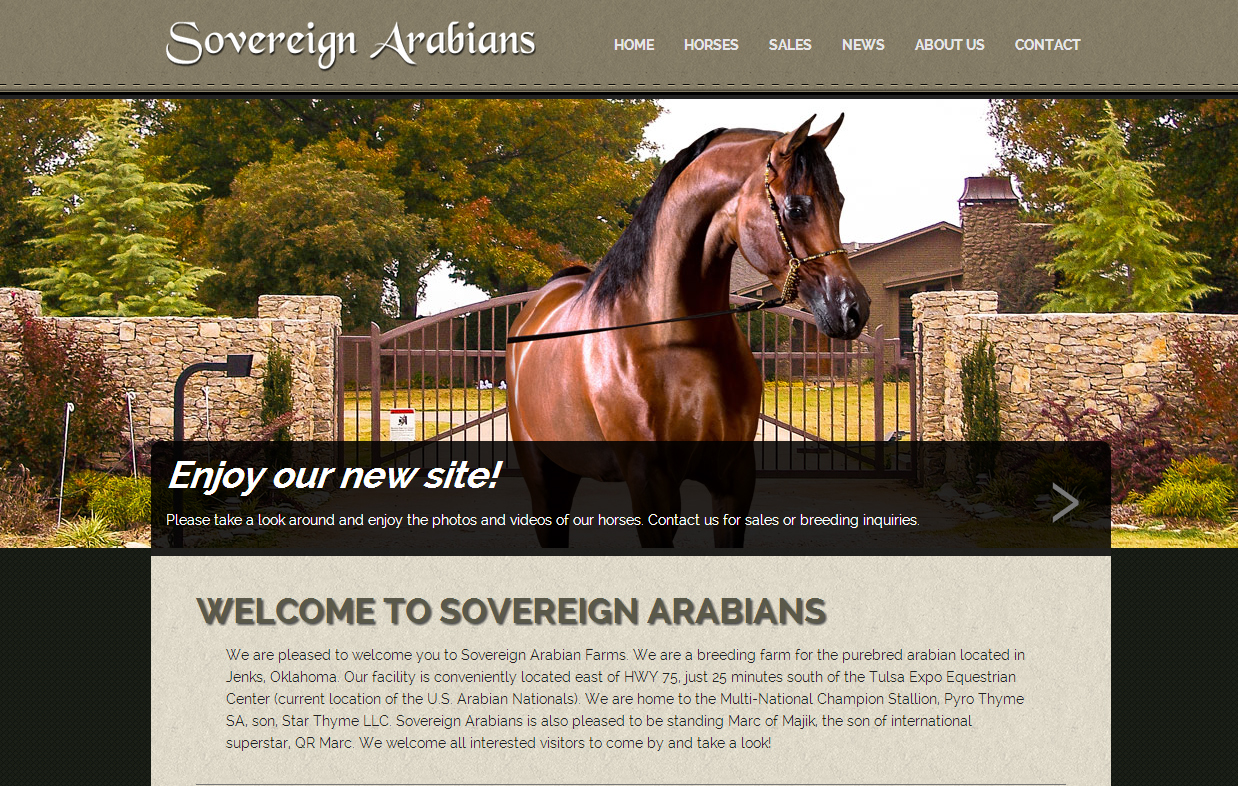 Sovereign Arabians
HOME HORSES SALES NEWS ABOUT US CONTACT
Enjoy our new site!
Please take a look around and enjoy the photos and videos of our horses. Contact us for sales or breeding inquiries.
WELCOME TO SOVEREIGN ARABIANS
We are pleased to welcome you to Sovereign Arabian Farms. We are a breeding farm for the purebred arabian located in
Jenks, Oklahoma. Our facility is conveniently located east of HWY 75, just 25 minutes south of the Tulsa Expo Equestrian
Center (current location of the U.S. Arabian Nationals). We are home to the Multi-National Champion Stallion, Pyro Thyme
SA, son, Star Thyme LLC. Sovereign Arabians is also pleased to be standing Marc of Majik, the son of international
superstar, QR Marc. We welcome all interested visitors to come by and take a look!